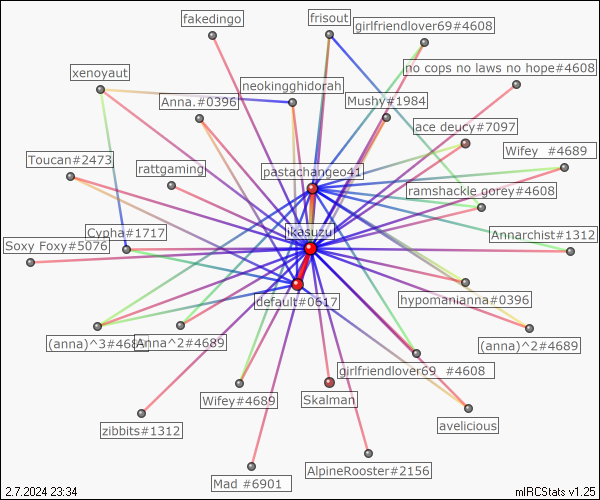 fakedingo
frisout
girlfriendlover69#4608
xenoyaut
no cops no laws no hope#4608
neokingghidorah
Anna.#0396
Mushy#1984
ace deucy#7097
Wifey  #4689
Toucan#2473
rattgaming
pastachangeo41
ramshackle gorey#4608
Cypha#1717
ikasuzu
Annarchist#1312
Soxy Foxy#5076
default#0617
hypomanianna#0396
(anna)^3#4689
Anna^2#4689
(anna)^2#4689
girlfriendlover69  #4608
Wifey#4689
Skalman
avelicious
zibbits#1312
AlpineRooster#2156
Mad #6901
2.7.2024 23:34
mIRCStats v1.25